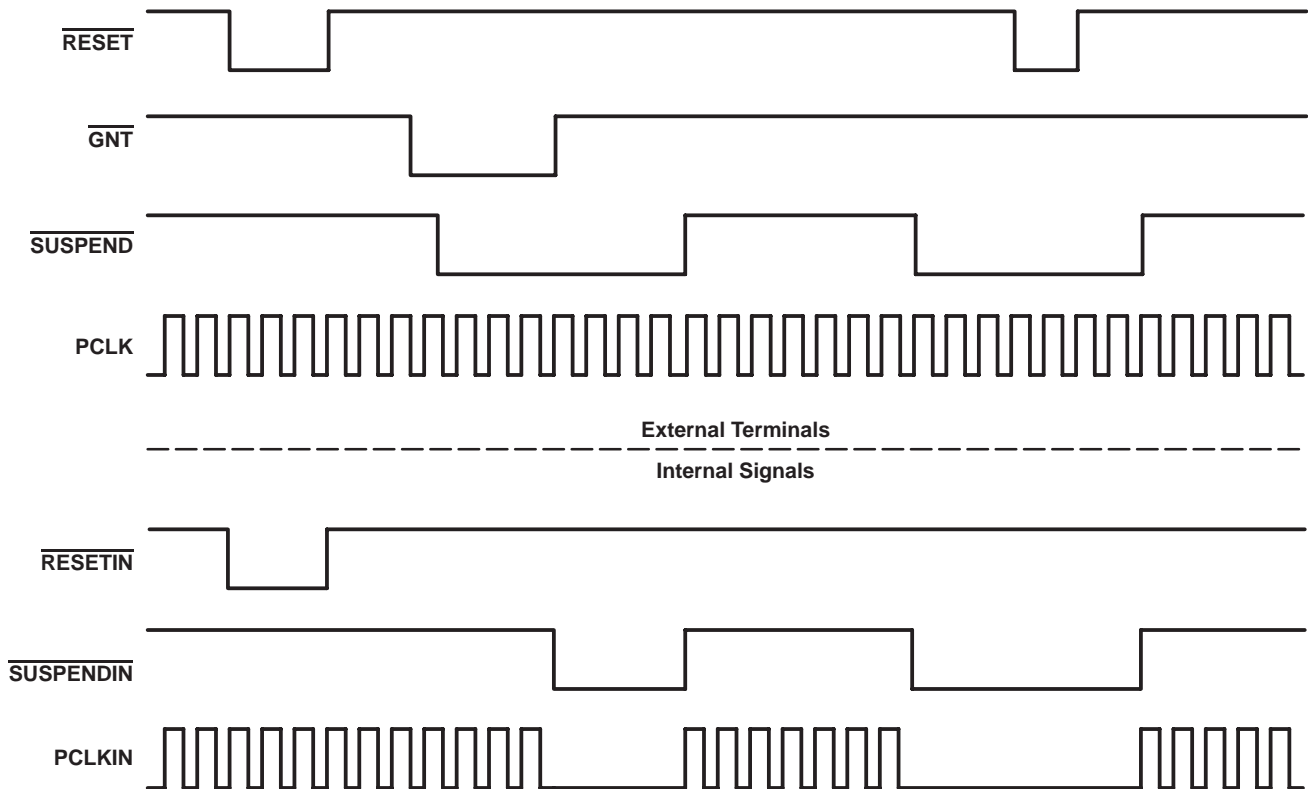 RESET
GNT
SUSPEND
PCLK
External Terminals
Internal Signals
RESETIN
SUSPENDIN
PCLKIN